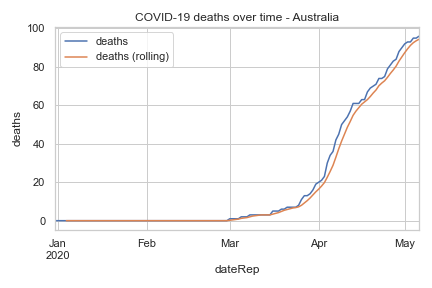 COVID-19 deaths over time - Australia
deaths
deaths (rolling)
100
80
60
40
20
0
deaths
Jan
2020
Feb
Mar
Apr
May
dateRep